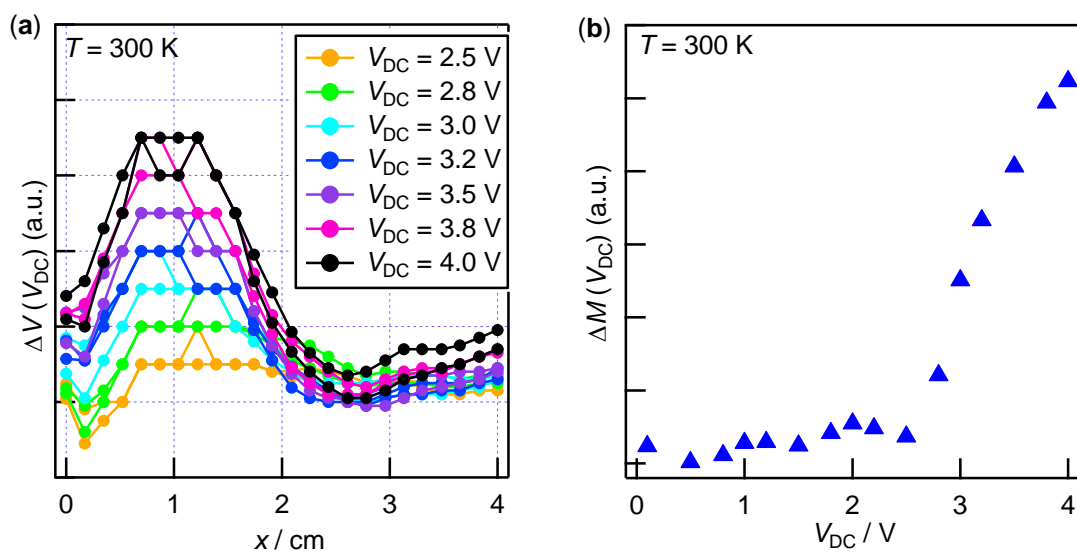 (a)
T = 300 K
V_DC = 2.5 V
V_DC = 2.8 V
V_DC = 3.0 V
V_DC = 3.2 V
V_DC = 3.5 V
V_DC = 3.8 V
V_DC = 4.0 V
ΔV (V_DC) (a.u.)
0 1 2 3 4
x / cm
(b)
T = 300 K
ΔM (V_DC) (a.u.)
0 1 2 3 4
V_DC / V